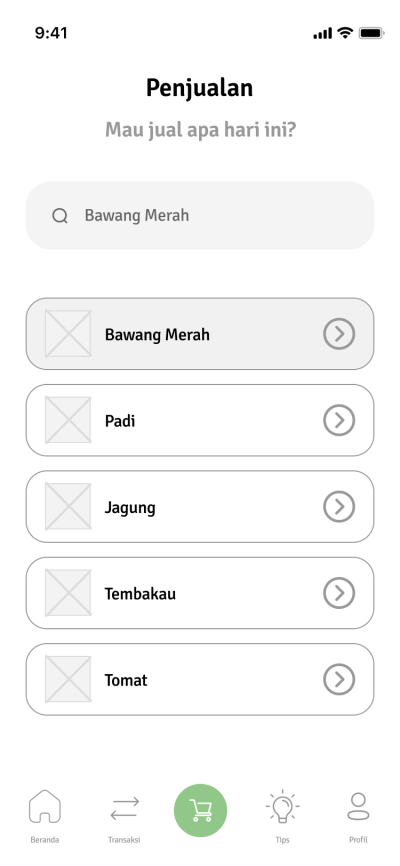 9:41
Penjualan
Mau jual apa hari ini?
Bawang Merah
Bawang Merah
Padi
Jagung
Tembakau
Tomat
Beranda
Transaksi
Tips
Profil